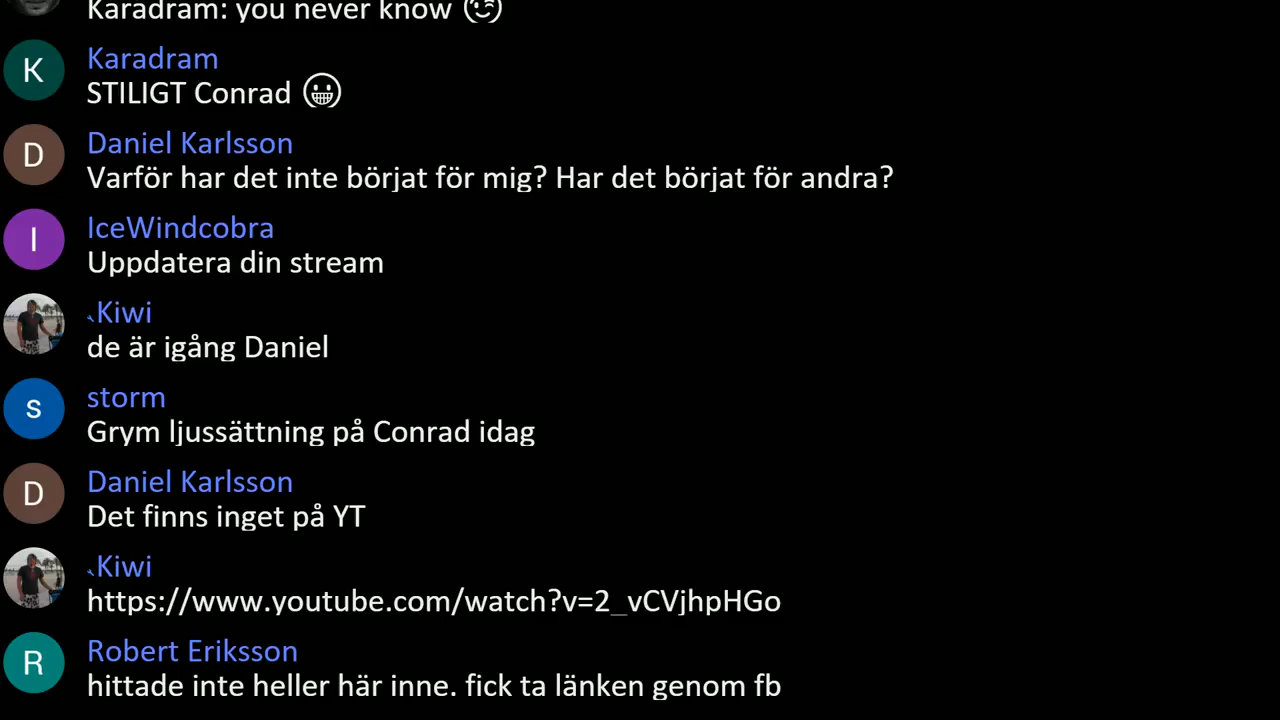 Karadram: you never know 😉
K
Karadram
STILIGT Conrad 😀
D
Daniel Karlsson
Varför har det inte börjat för mig? Har det börjat för andra?
I
IceWindcobra
Uppdatera din stream
Kiwi
de är igång Daniel
s
storm
Grym ljussättning på Conrad idag
D
Daniel Karlsson
Det finns inget på YT
Kiwi
https://www.youtube.com/watch?v=2_vCVjhpHGo
R
Robert Eriksson
hittade inte heller här inne. fick ta länken genom fb